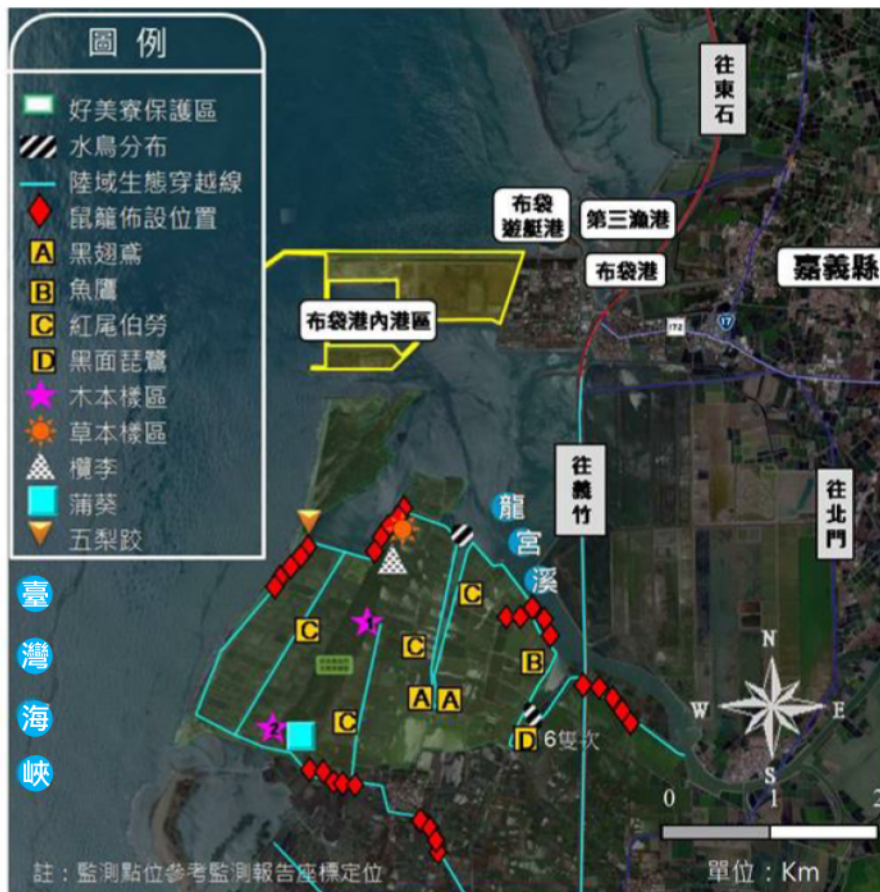 圖例
好美寮保護區
水鳥分布
陸域生態穿越線
鼠籠佈設位置
A 黑翅鳶
B 魚鷹
C 紅尾伯勞
D 黑面琵鷺
木本樣區
草本樣區
欖李
蒲葵
五梨跤
往東石
布袋
遊艇港
第三漁港
布袋港
嘉義縣
布袋港內港區
172
17
往義竹
往北門
龍
宮
溪
臺
灣
海
峽
C
C
1
C
B
A
A
C
2
D 6隻次
N
W
E
S
0 1 2
單位：Km
註：監測點位參考監測報告座標定位